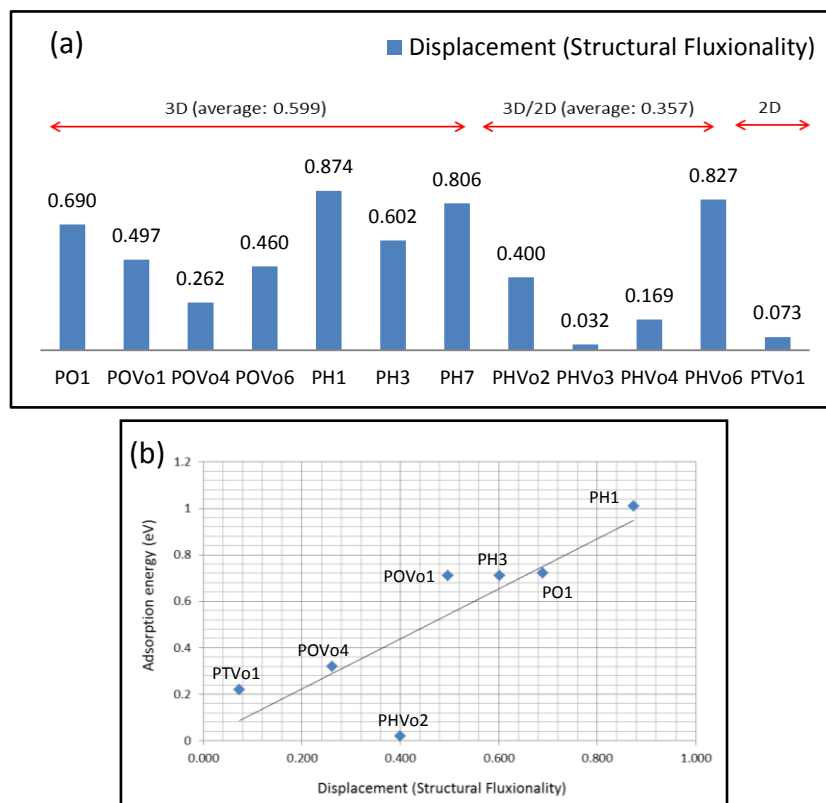 (a)
Displacement (Structural Fluxionality)
3D (average: 0.599) 3D/2D (average: 0.357) 2D
0.690 0.497 0.262 0.460 0.874 0.602 0.806 0.400 0.032 0.169 0.827 0.073
PO1 POVo1 POVo4 POVo6 PH1 PH3 PH7 PHVo2 PHVo3 PHVo4 PHVo6 PTVo1
(b)
Adsorption energy (eV)
1.2
1
0.8
0.6
0.4
0.2
0
PH1
POVo1 PH3
PO1
POVo4
PTVo1
PHVo2
0.000 0.200 0.400 0.600 0.800 1.000
Displacement (Structural Fluxionality)